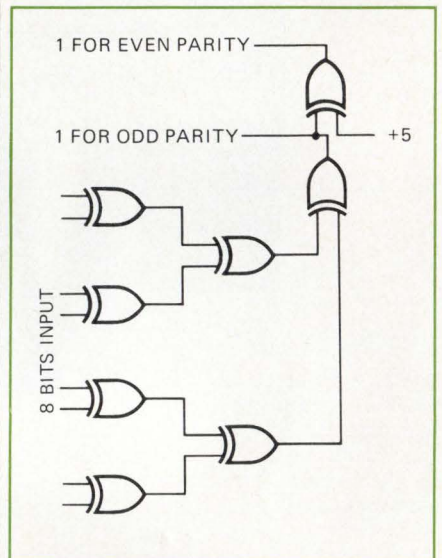 1 FOR EVEN PARITY
1 FOR ODD PARITY
+5
8 BITS INPUT